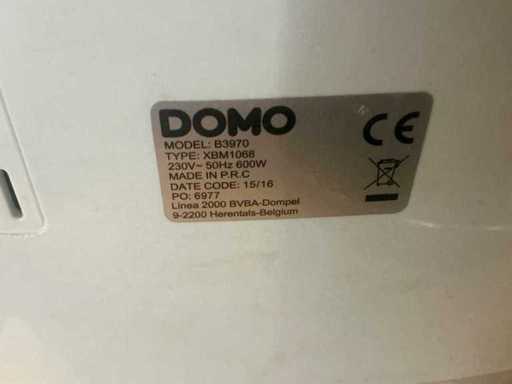 DOMO
CE
MODEL: B3970
TYPE: XBM1068
230V~ 50Hz 600W
MADE IN P.R.C
DATE CODE: 15/16
PO: 6977
Linea 2000 BVBA-Dompel
9-2200 Herentals-Belgium